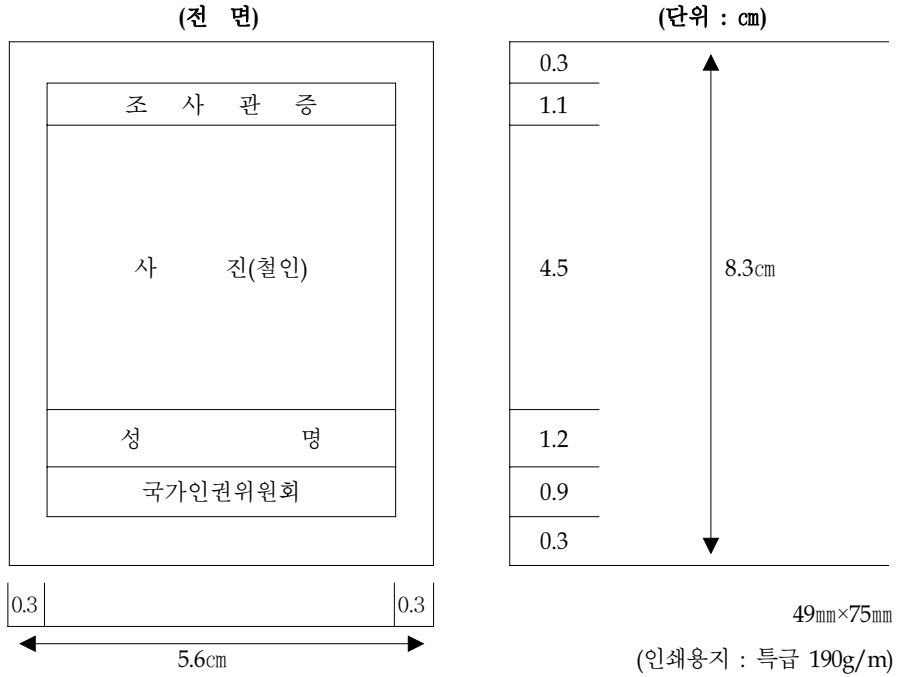 (전 면)
(단위 : ㎝)
조 사 관 증
사 진(철인)
성 명
국가인권위원회
0.3
1.1
4.5
1.2
0.9
0.3
8.3㎝
0.3
0.3
5.6㎝
49㎜×75㎜
(인쇄용지 : 특급 190g/m)